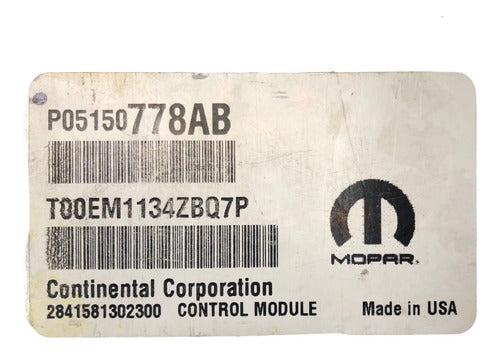 P05150778AB
T00EM1134ZBQ7P
MOPAR
Continental Corporation
2841581302300 CONTROL MODULE Made in USA